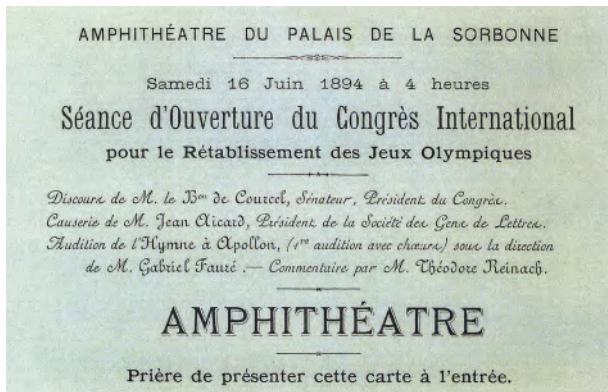 AMPHITHÉATRE DU PALAIS DE LA SORBONNE
Samedi 16 Juin 1894 à 4 heures
Séance d'Ouverture du Congrès International
pour le Rétablissement des Jeux Olympiques
Discours de M. le Bon de Courcel, Sénateur, Président du Congrès.
Causerie de M. Jean Aicard, Président de la Société des Gens de Lettres.
Audition de l'Hymne à Apollon, (1re audition avec chœurs) sous la direction
de M. Gabriel Fauré. — Commentaire par M. Théodore Reinach.
AMPHITHÉATRE
Prière de présenter cette carte à l'entrée.